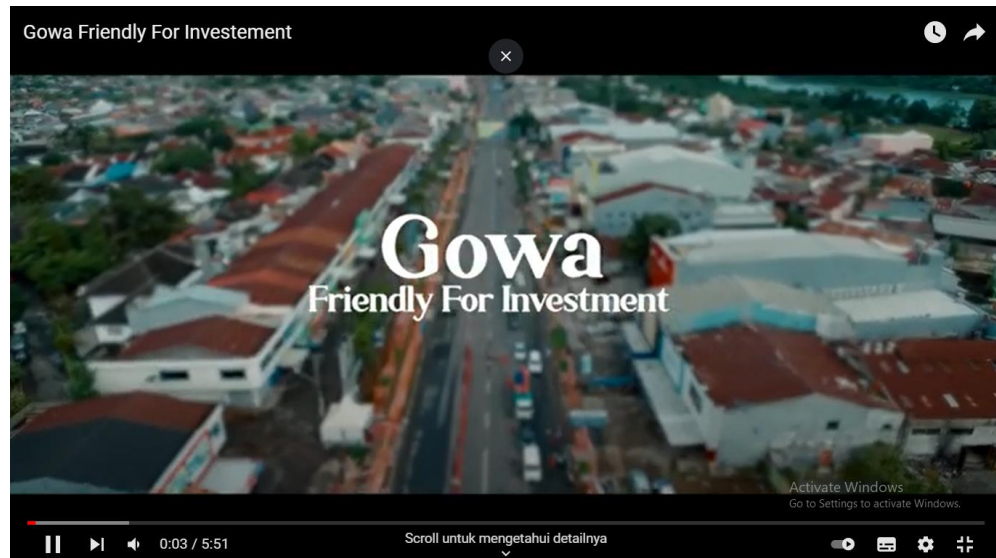 Gowa Friendly For Investement
Gowa
Friendly For Investment
Activate Windows
Go to Settings to activate Windows.
0:03 / 5:51
Scroll untuk mengetahui detailnya